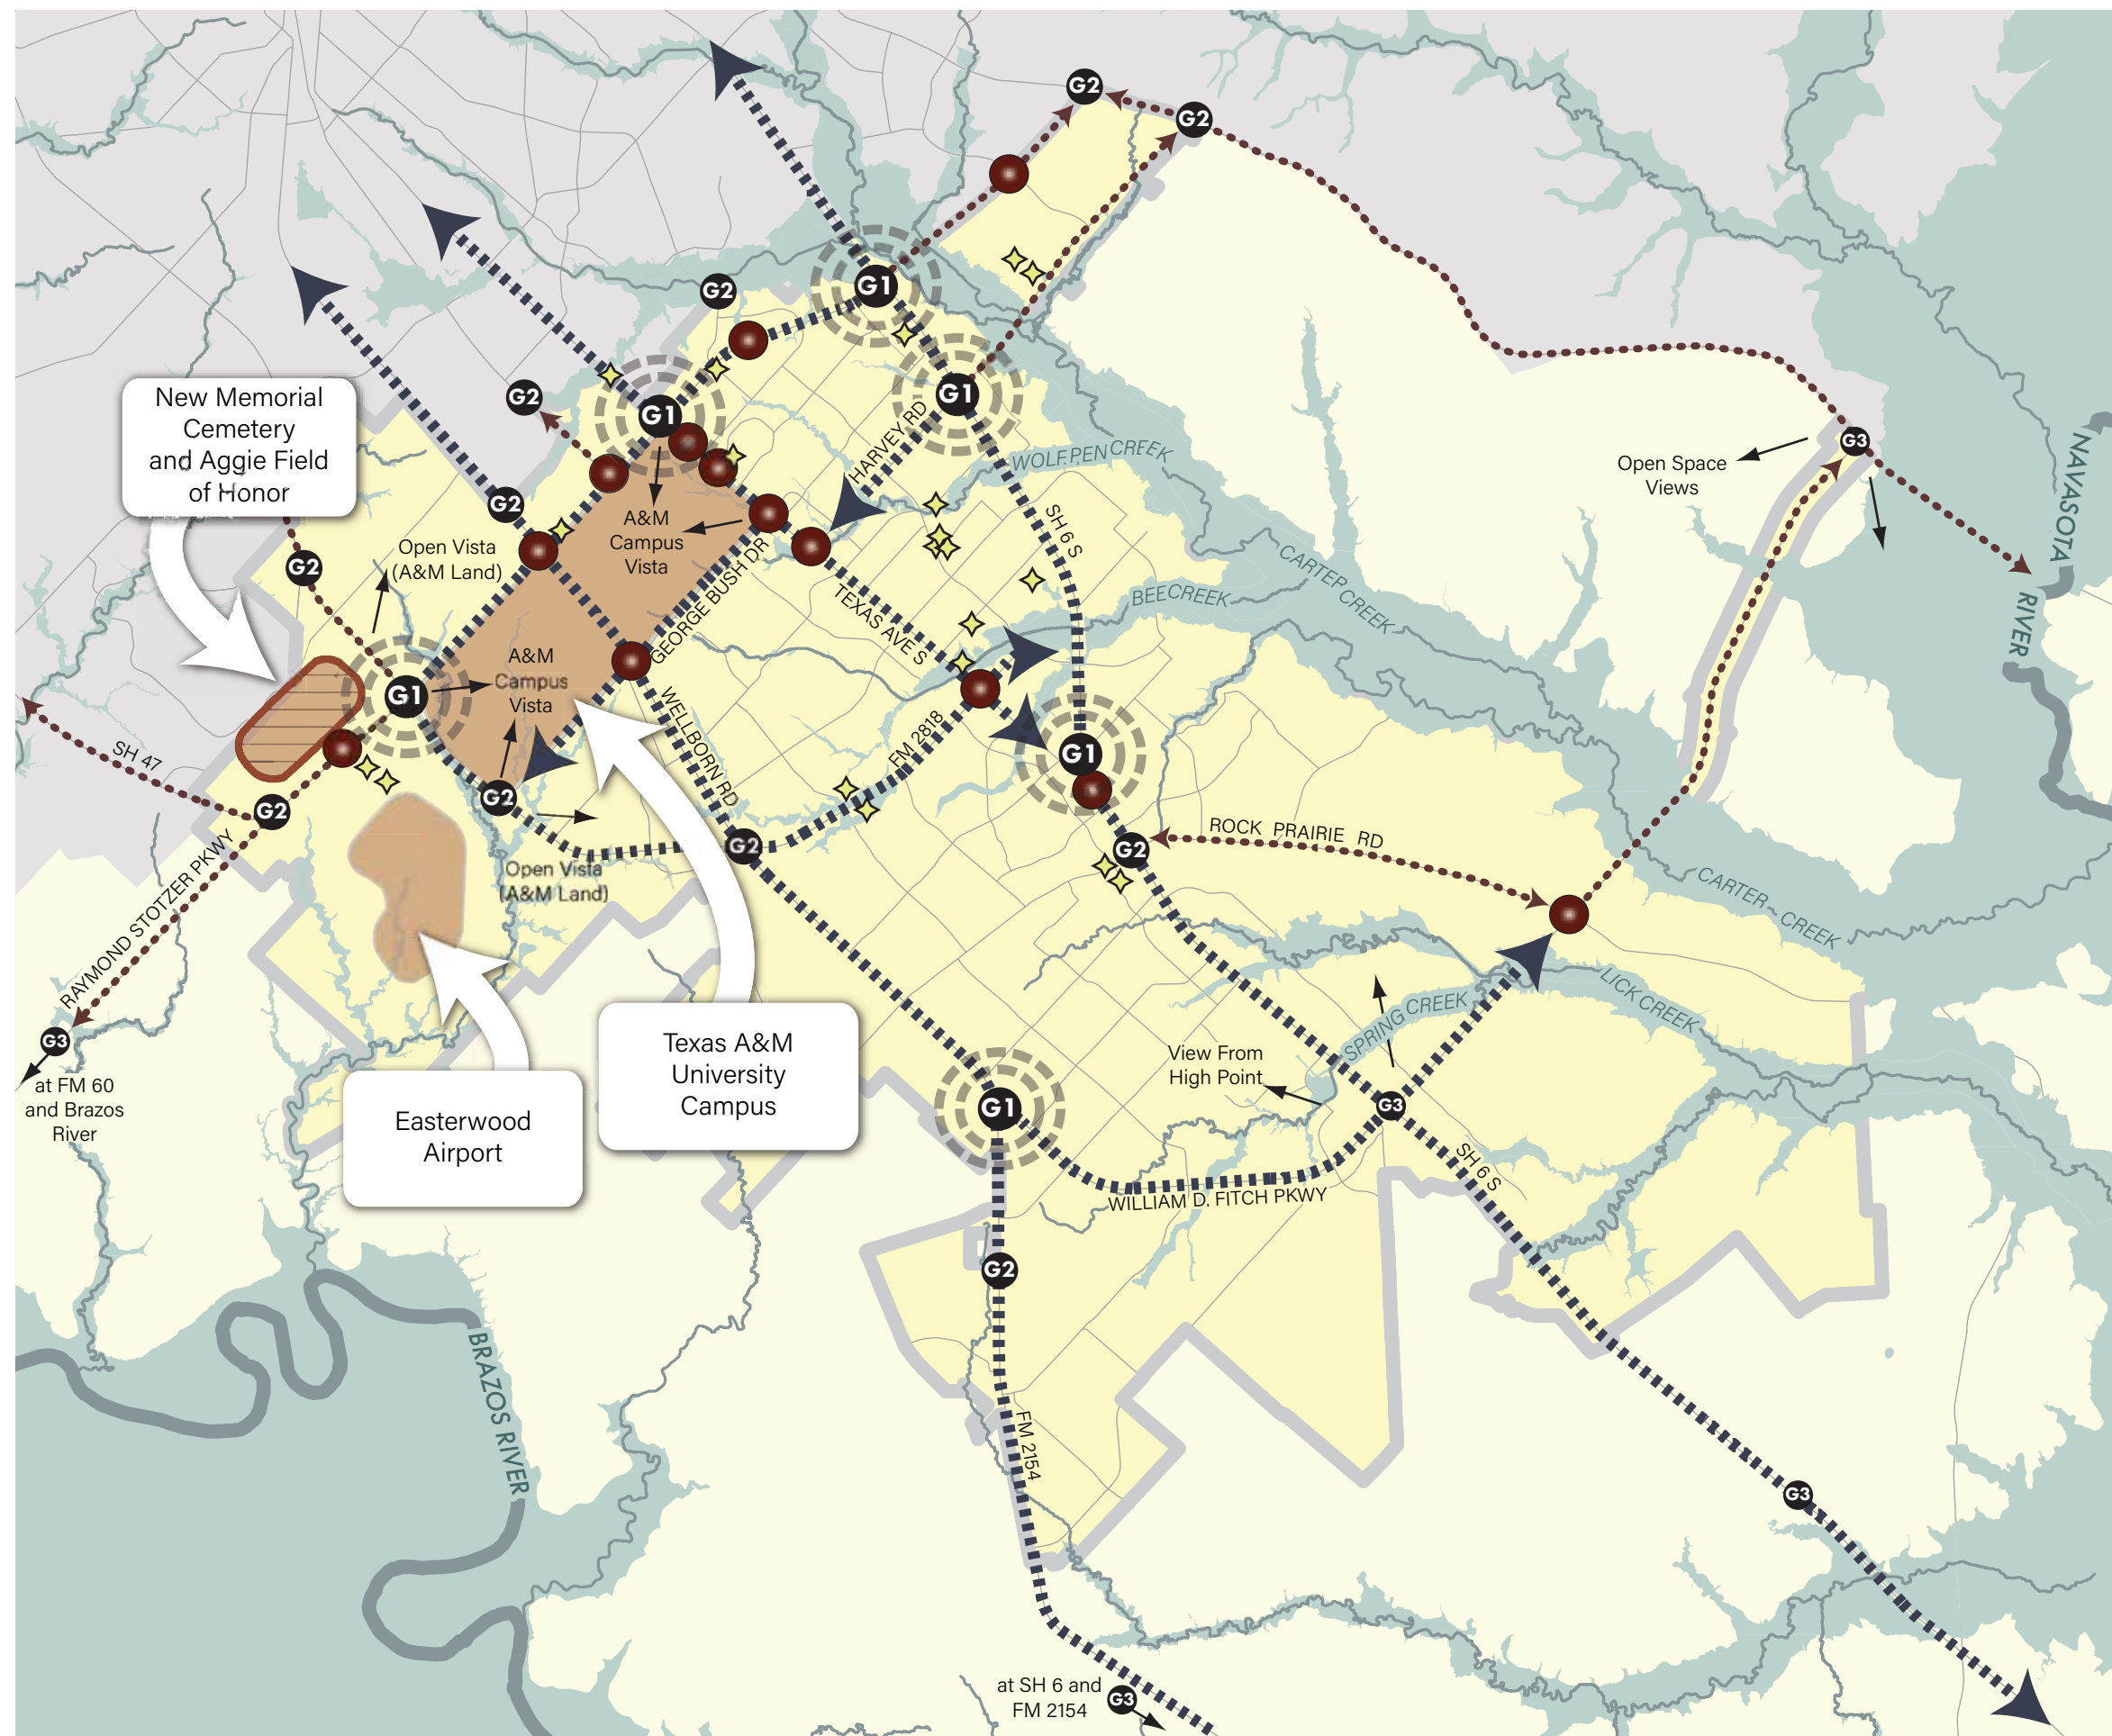 G2
G2
G1
G2
New Memorial
Cemetery
and Aggie Field
of Honor
G2
G1
G1
HARVEY RD
WOLF PEN CREEK
G3
Open Space
Views
NAVASOTA
RIVER
G2
A&M
Campus
Vista
SH 6 S
Open Vista
(A&M Land)
G2
GEORGE BUSH DR
TEXAS AVE S
CARTER CREEK
BEE CREEK
A&M
Campus
Vista
G1
WELLBORN RD
FM 2818
G1
SH 47
G2
G2
G2
G2
ROCK PRAIRIE RD
Open Vista
(A&M Land)
RAYMOND STOTZER PKWY
CARTER CREEK
LICK CREEK
SPRING CREEK
G3
at FM 60
and Brazos
River
Texas A&M
University
Campus
View From
High Point
Easterwood
Airport
G1
G3
SH 6 S
WILLIAM D. FITCH PKWY
G2
BRAZOS RIVER
FM 2154
G3
at SH 6 and
FM 2154
G3